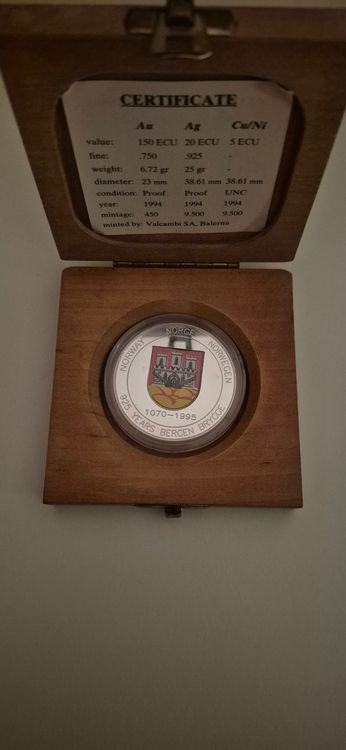 CERTIFICATE
Au Ag Cu/Ni
value: 150 ECU 20 ECU 5 ECU
fine: .750 .925 -
weight: 6.72 gr 25 gr -
diameter: 23 mm 38.61 mm 38.61 mm
condition: Proof Proof UNC
year: 1994 1994 1994
mintage: 450 9.500 9.500
minted by: Valcambi SA, Balerna
NORWAY NORGE NORWEGEN
1070-1995
925 YEARS BERGEN BRYGGE